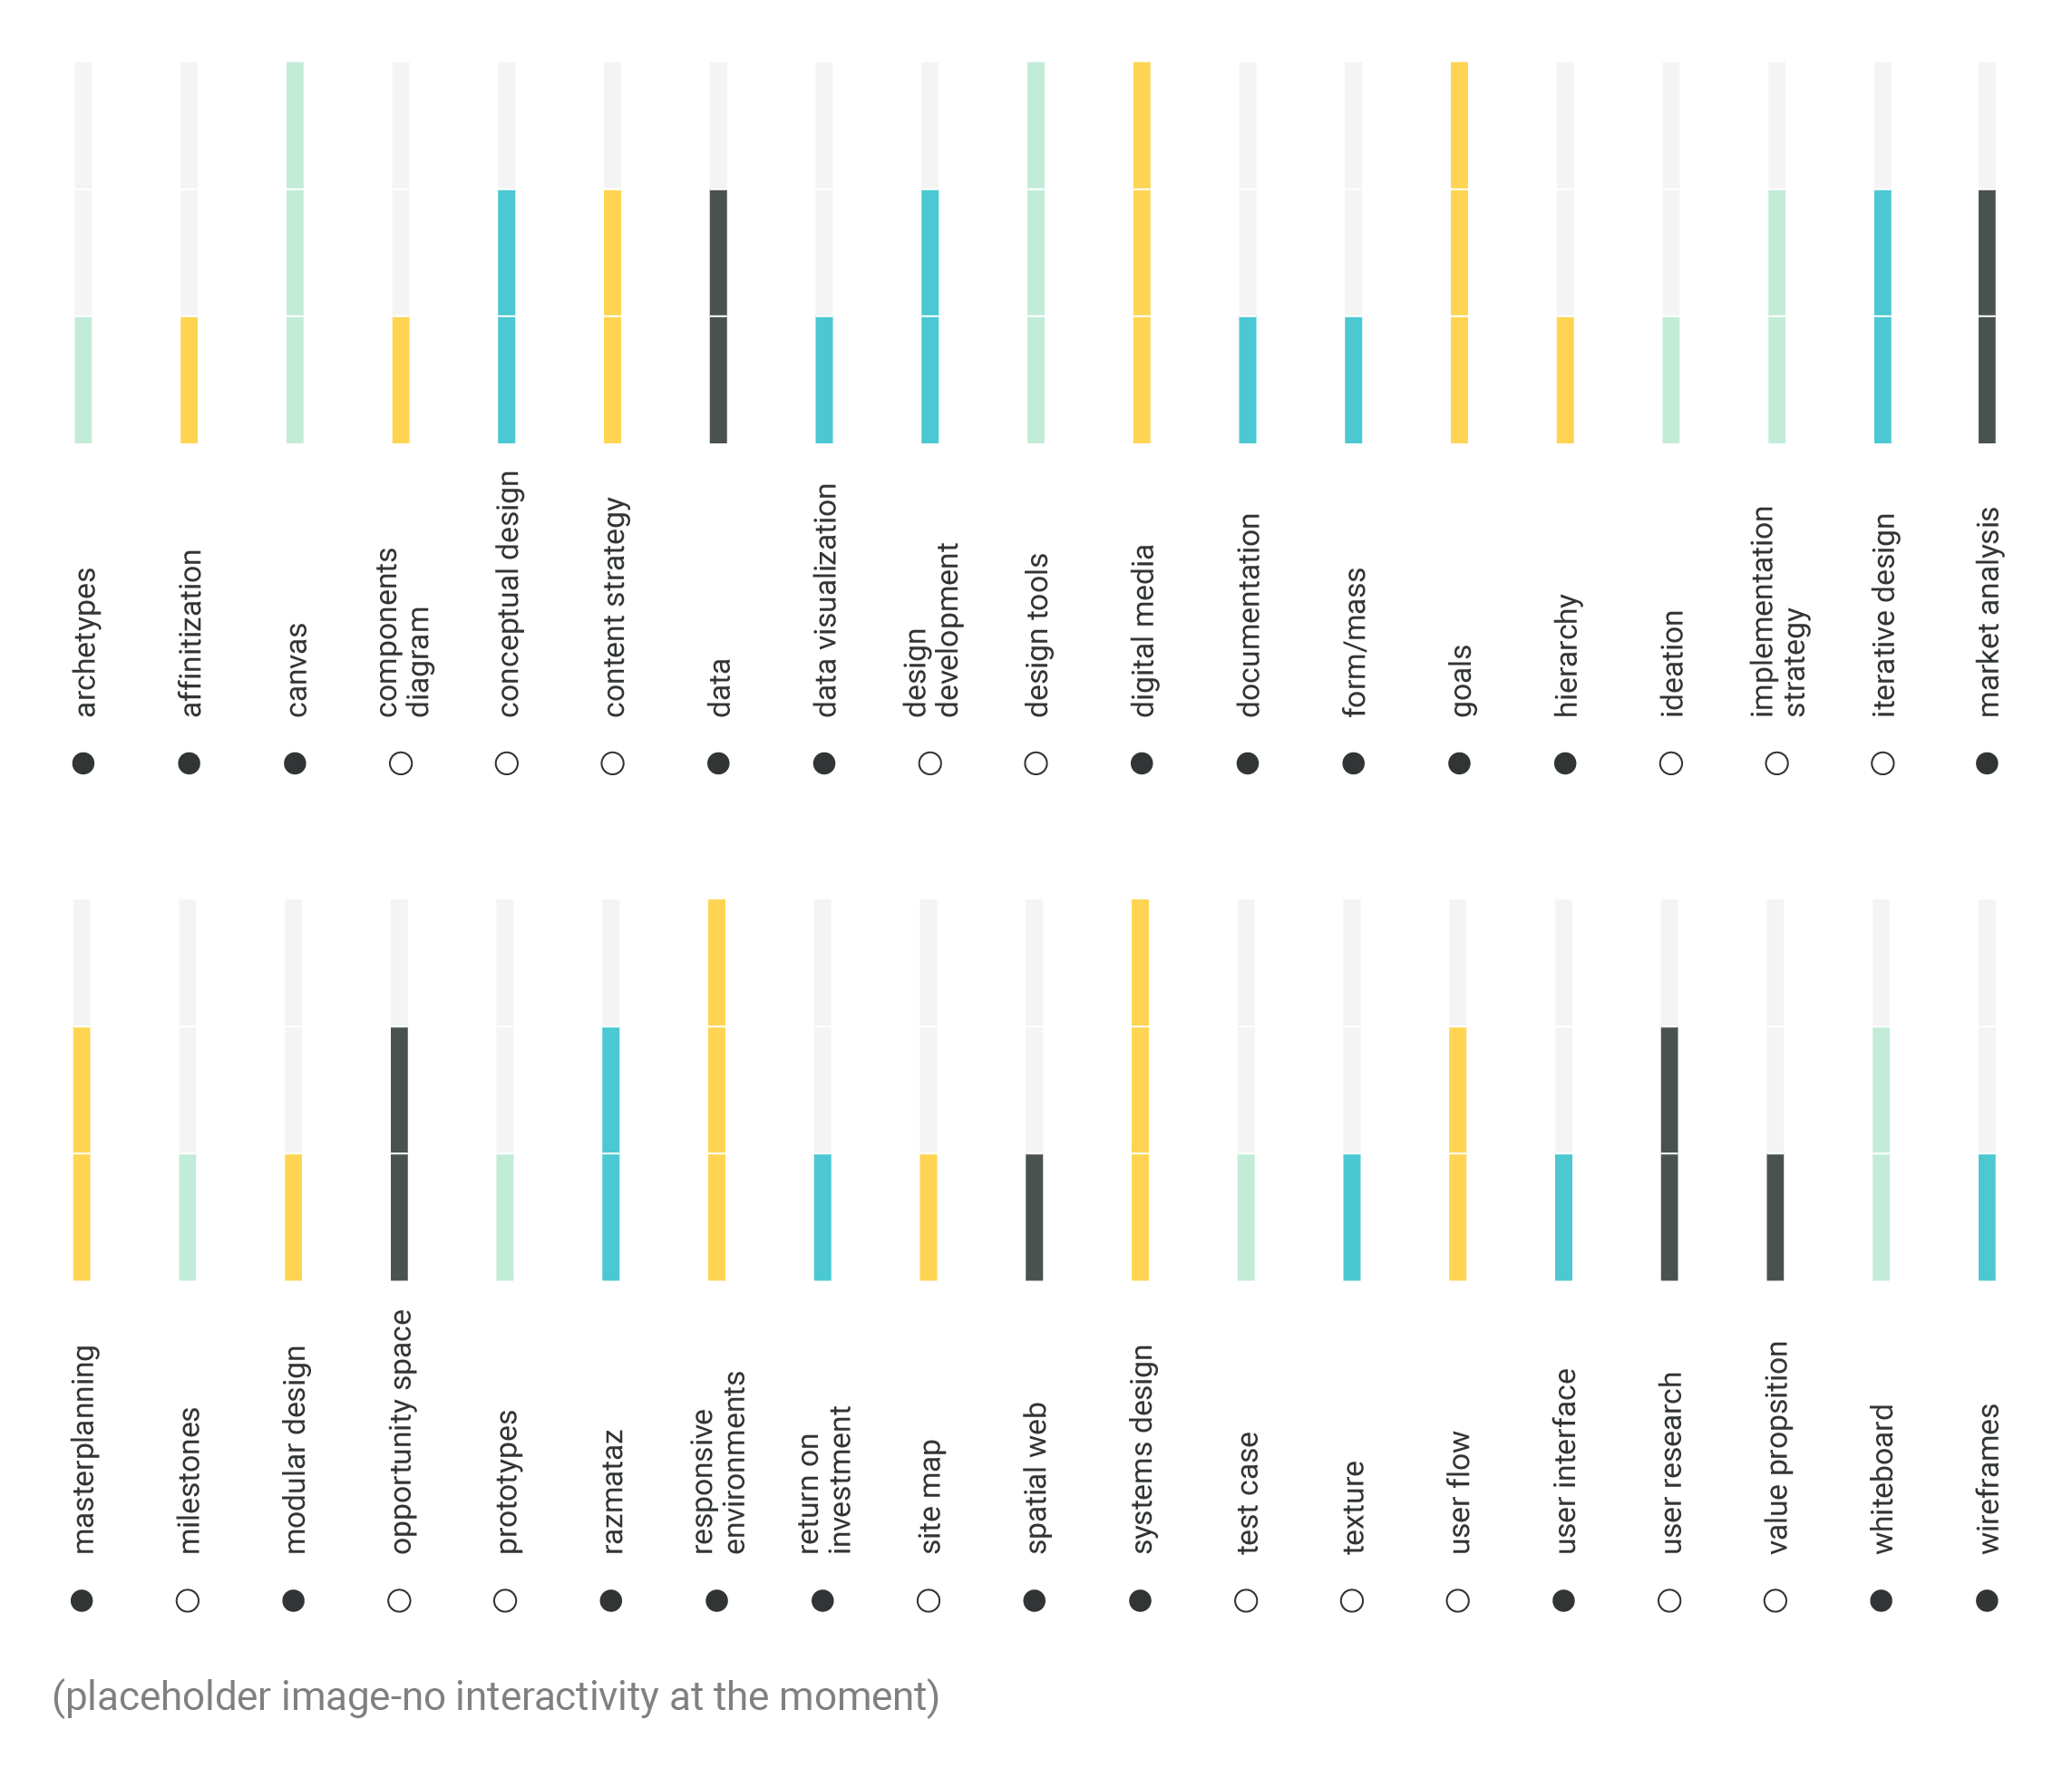 archetypes
affinitization
canvas
components
diagram
conceptual design
content strategy
data
data visualization
design
development
design tools
digital media
documentation
form/mass
goals
hierarchy
ideation
implementation
strategy
iterative design
market analysis
masterplanning
milestones
modular design
opportunity space
prototypes
razmataz
responsive
environments
return on
investment
site map
spatial web
systems design
test case
texture
user flow
user interface
user research
value propsition
whiteboard
wireframes
(placeholder image-no interactivity at the moment)